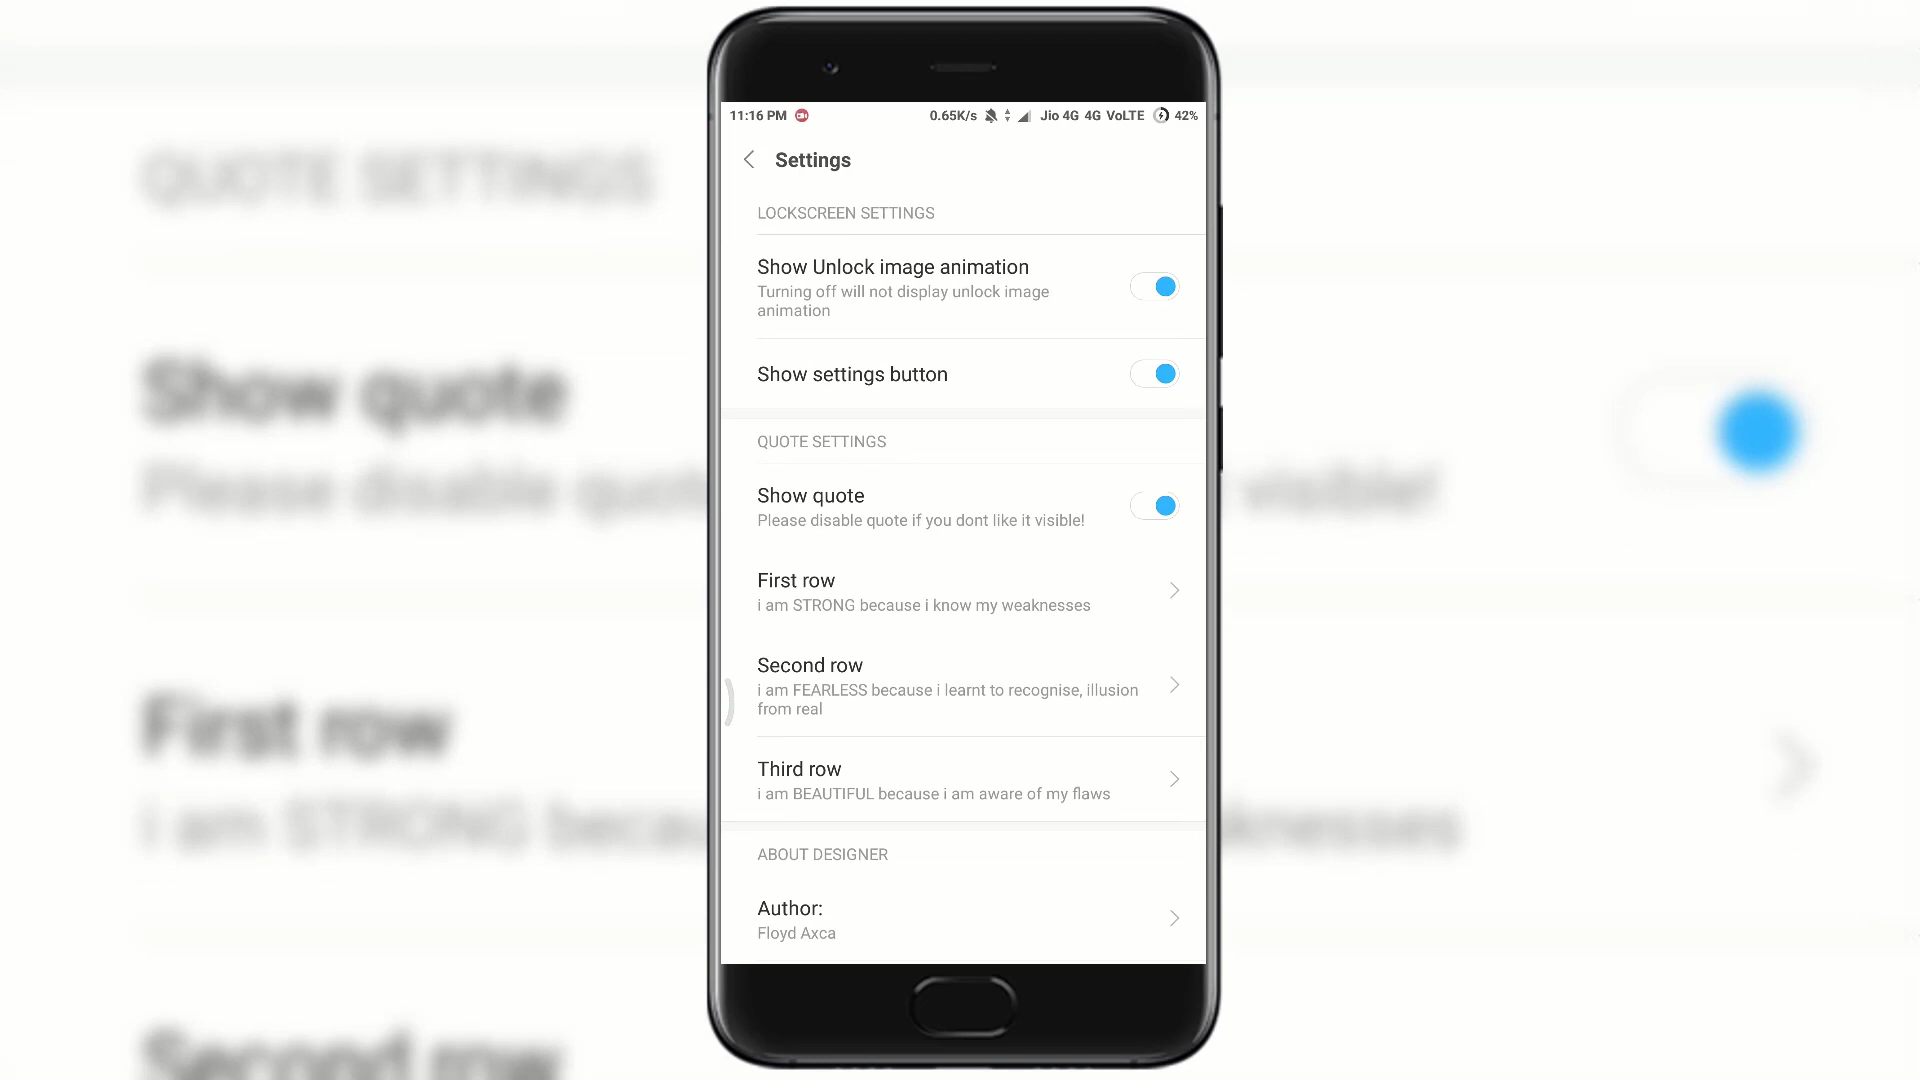 11:16 PM 0.65K/s Jio 4G 4G VoLTE 42%
Settings
LOCKSCREEN SETTINGS
Show Unlock image animation
Turning off will not display unlock image
animation
Show settings button
QUOTE SETTINGS
Show quote
Please disable quote if you dont like it visible!
First row
i am STRONG because i know my weaknesses
Second row
i am FEARLESS because i learnt to recognise, illusion
from real
Third row
i am BEAUTIFUL because i am aware of my flaws
ABOUT DESIGNER
Author:
Floyd Axca
QUOTE SETTINGS
Show quote
Please disable quot visible!
First row
i am STRONG becau knesses
Second row